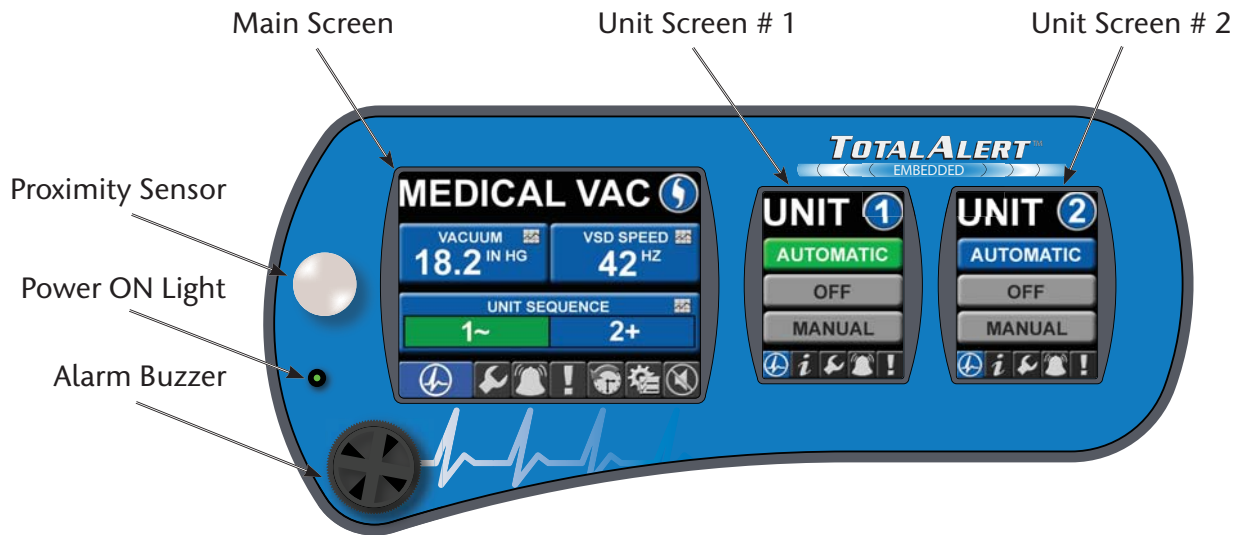 Main Screen
Unit Screen # 1
Unit Screen # 2
Proximity Sensor
Power ON Light
Alarm Buzzer
TOTALALERT™
EMBEDDED
MEDICAL VAC
VACUUM
18.2 IN HG
VSD SPEED
42 HZ
UNIT SEQUENCE
1~
2+
UNIT 1
AUTOMATIC
OFF
MANUAL
i
!
UNIT 2
AUTOMATIC
OFF
MANUAL
i
!
!